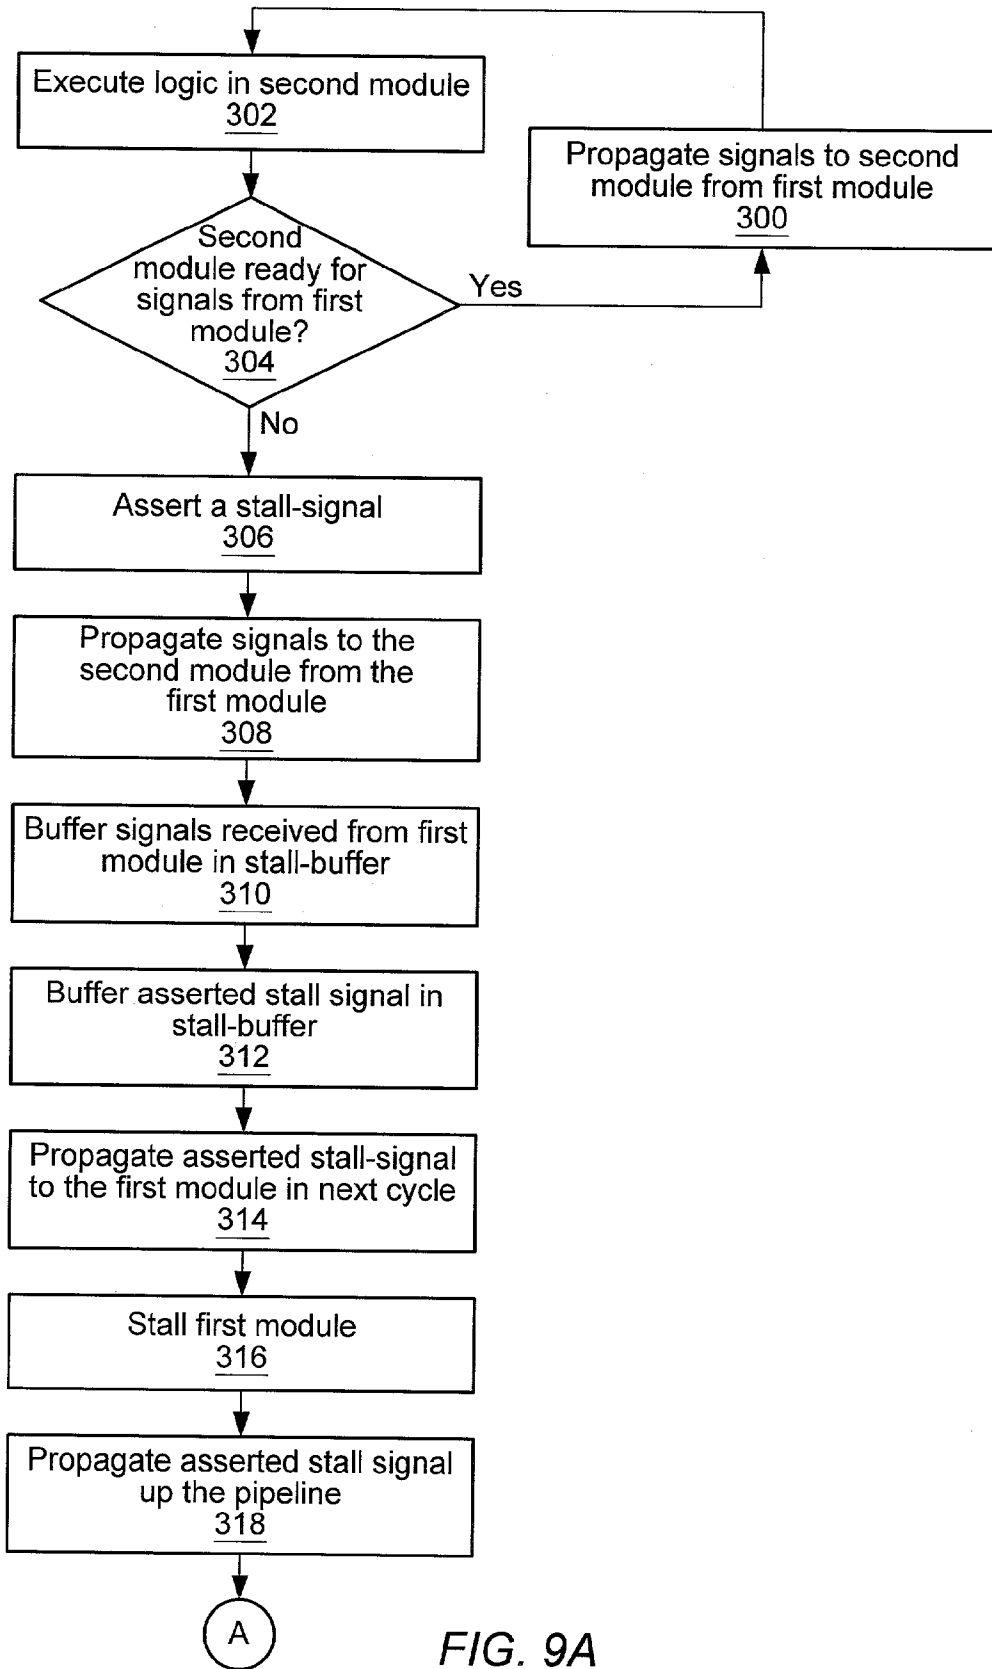 Execute logic in second module
302
Propagate signals to second
module from first module
300
Second
module ready for
signals from first
module?
304
Yes
No
Assert a stall-signal
306
Propagate signals to the
second module from the
first module
308
Buffer signals received from first
module in stall-buffer
310
Buffer asserted stall signal in
stall-buffer
312
Propagate asserted stall-signal
to the first module in next cycle
314
Stall first module
316
Propagate asserted stall signal
up the pipeline
318
A
FIG. 9A